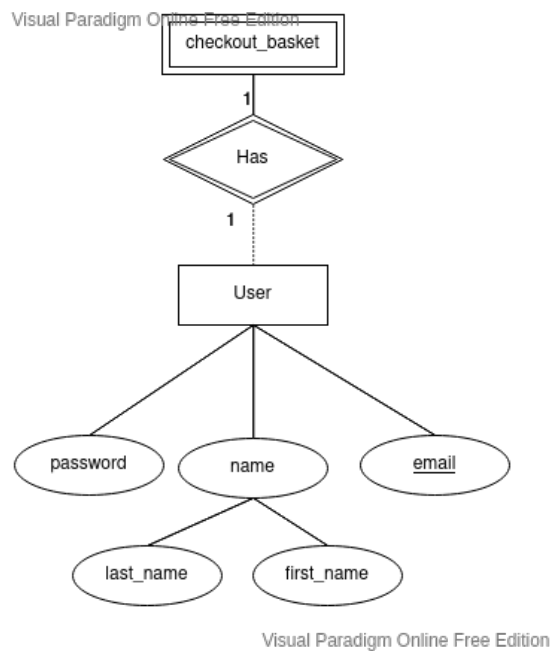 Visual Paradigm Online Free Edition
checkout_basket
1
Has
1
User
password
name
email
last_name
first_name
Visual Paradigm Online Free Edition